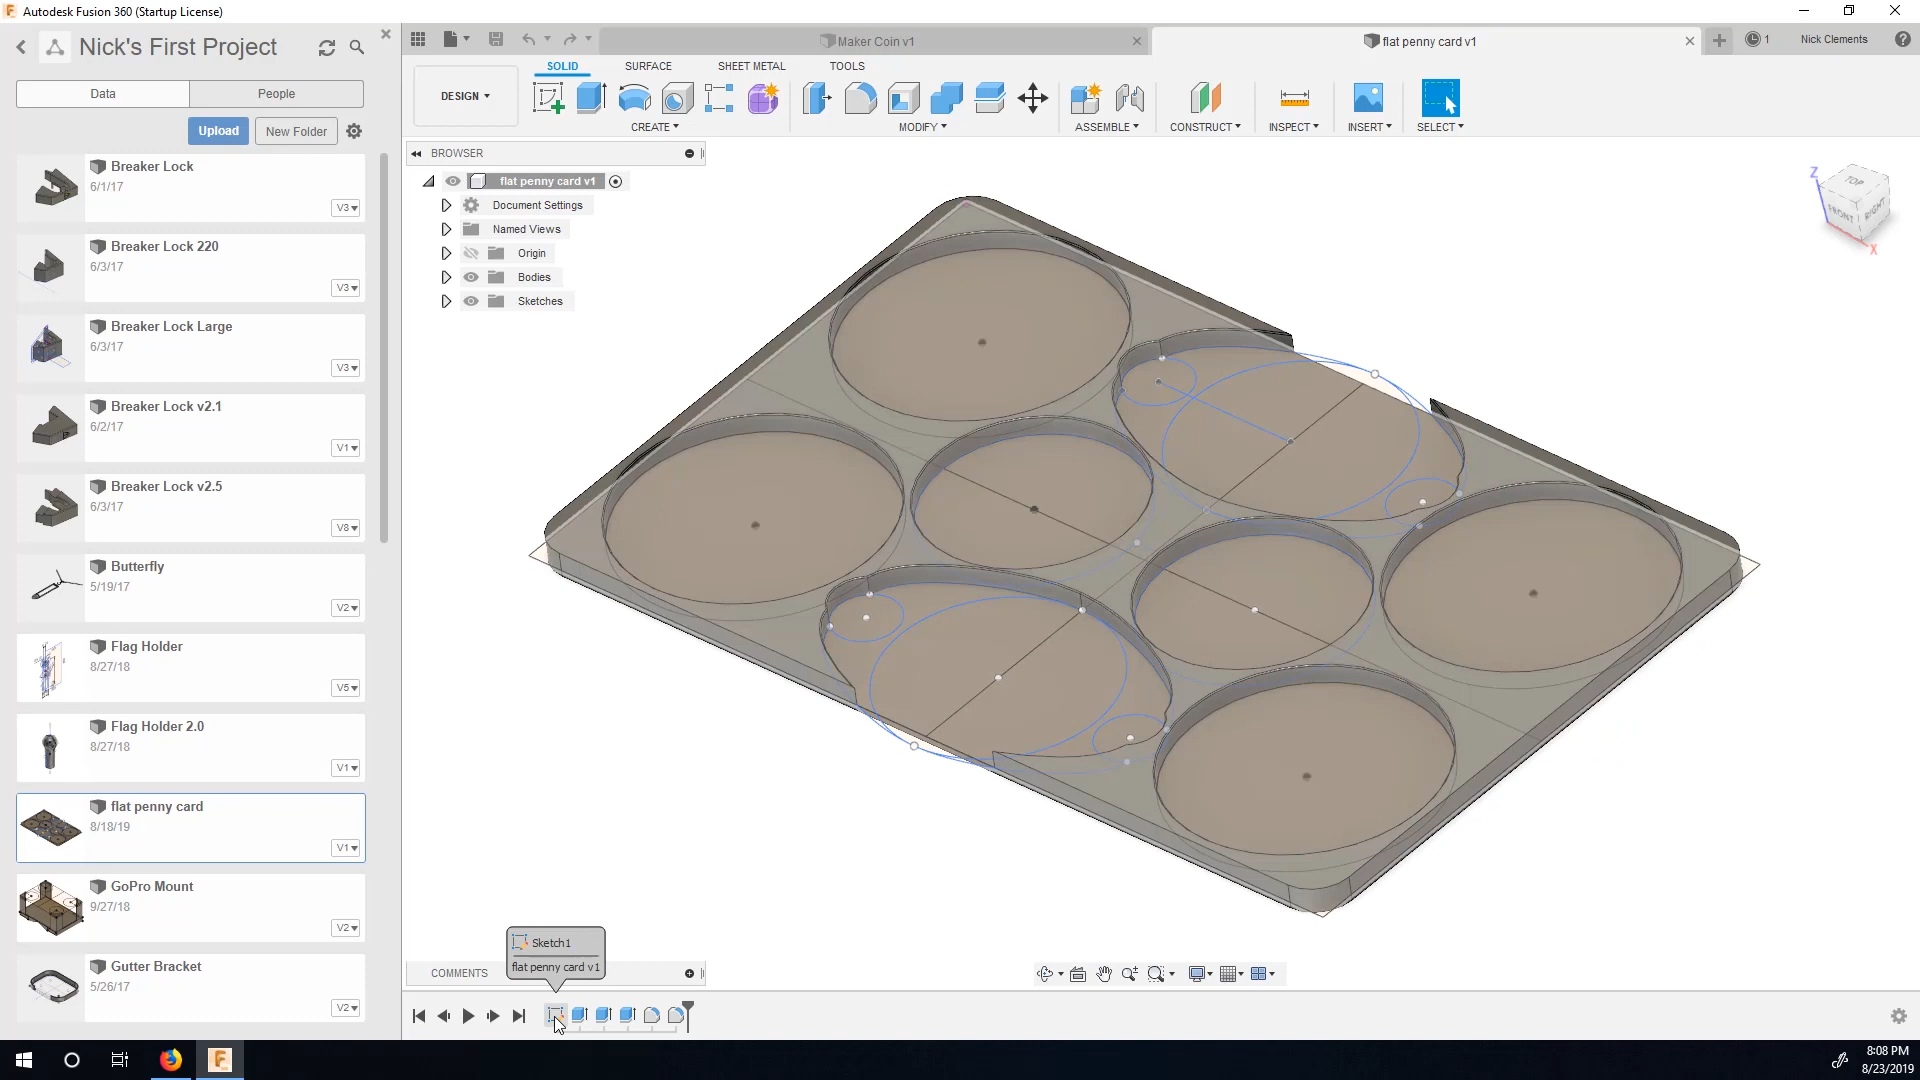 Autodesk Fusion 360 (Startup License)
Nick's First Project
Data
People
Upload
New Folder
Breaker Lock
6/1/17
V3
Breaker Lock 220
6/3/17
V3
Breaker Lock Large
6/3/17
V3
Breaker Lock v2.1
6/2/17
V1
Breaker Lock v2.5
6/3/17
V8
Butterfly
5/19/17
V2
Flag Holder
8/27/18
V5
Flag Holder 2.0
8/27/18
V1
flat penny card
8/18/19
V1
GoPro Mount
9/27/18
V2
Gutter Bracket
5/26/17
V2
Maker Coin v1
flat penny card v1
1
Nick Clements
DESIGN
SOLID
SURFACE
SHEET METAL
TOOLS
CREATE
MODIFY
ASSEMBLE
CONSTRUCT
INSPECT
INSERT
SELECT
BROWSER
flat penny card v1
Document Settings
Named Views
Origin
Bodies
Sketches
Z
TOP
FRONT
RIGHT
X
Sketch1
flat penny card v1
COMMENTS
8:08 PM
8/23/2019